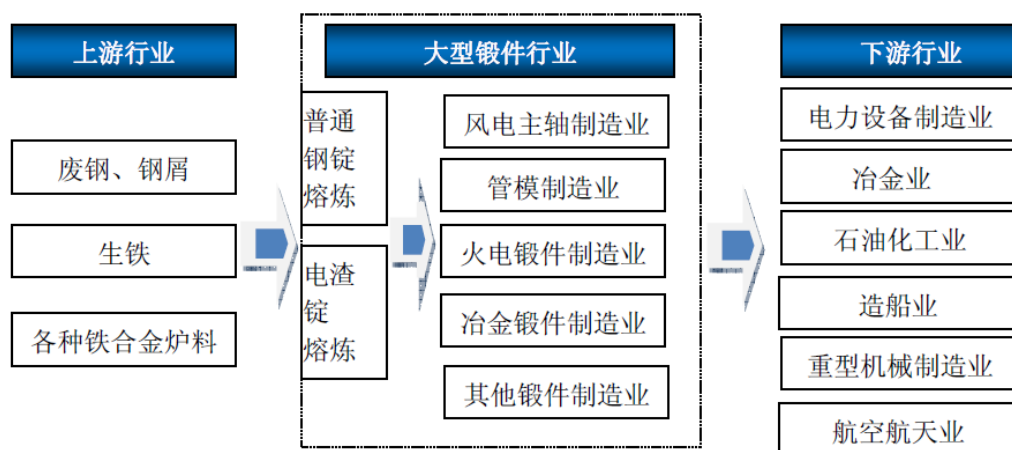 上游行业
大型锻件行业
下游行业
废钢、钢屑
生铁
各种铁合金炉料
普通
钢锭
熔炼
电渣
锭
熔炼
风电主轴制造业
管模制造业
火电锻件制造业
冶金锻件制造业
其他锻件制造业
电力设备制造业
冶金业
石油化工业
造船业
重型机械制造业
航空航天业